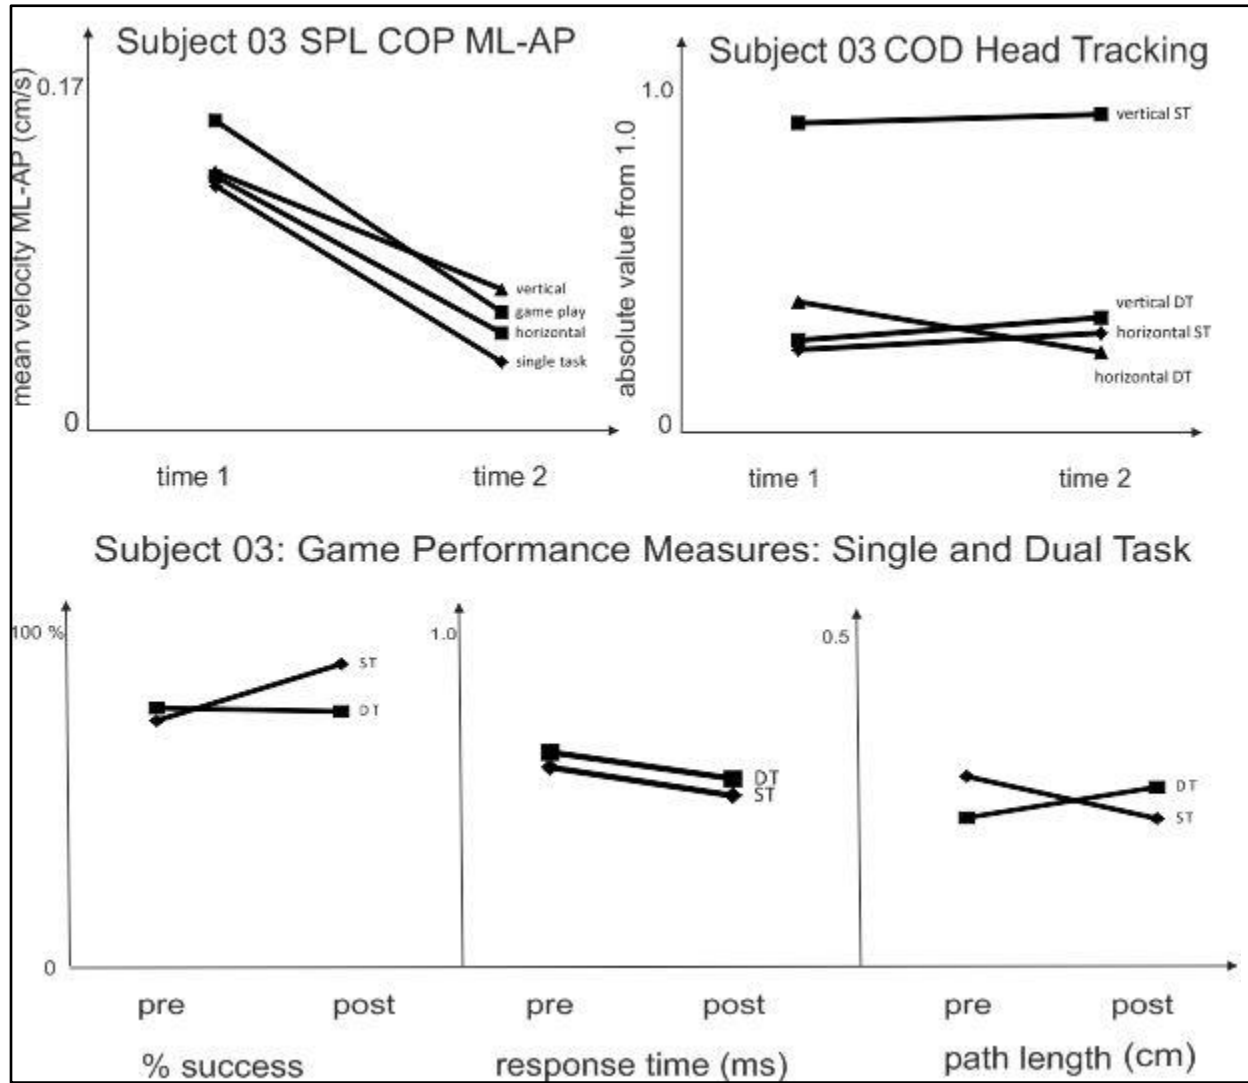 Subject 03 SPL COP ML-AP
mean velocity ML-AP (cm/s)
0.17
0
vertical
game play
horizontal
single task
time 1 time 2
Subject 03 COD Head Tracking
absolute value from 1.0
1.0
0
vertical ST
vertical DT
horizontal ST
horizontal DT
time 1 time 2
Subject 03: Game Performance Measures: Single and Dual Task
100 %
0
ST
DT
pre post
% success
1.0
DT
ST
pre post
response time (ms)
0.5
DT
ST
pre post
path length (cm)